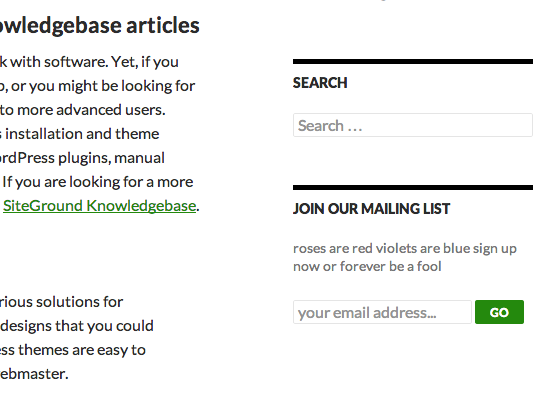 owledgebase articles
k with software. Yet, if you
o, or you might be looking for
to more advanced users.
s installation and theme
ordPress plugins, manual
If you are looking for a more
SiteGround Knowledgebase.
rious solutions for
designs that you could
ess themes are easy to
ebmaster.
SEARCH
Search …
JOIN OUR MAILING LIST
roses are red violets are blue sign up
now or forever be a fool
your email address...
GO